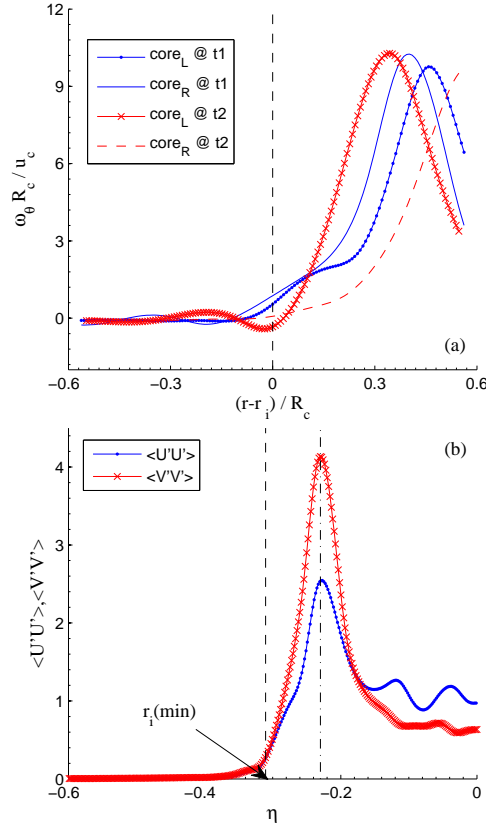 12
9
6
3
0
ω_θ R_c / u_c
core_L @ t1
core_R @ t1
core_L @ t2
core_R @ t2
(a)
-0.6 -0.3 0 0.3 0.6
(r-r_i) / R_c
4
3
2
1
0
<U'U'>,<V'V'>
<U'U'>
<V'V'>
(b)
r_i(min)
-0.6 -0.4 -0.2 0
η